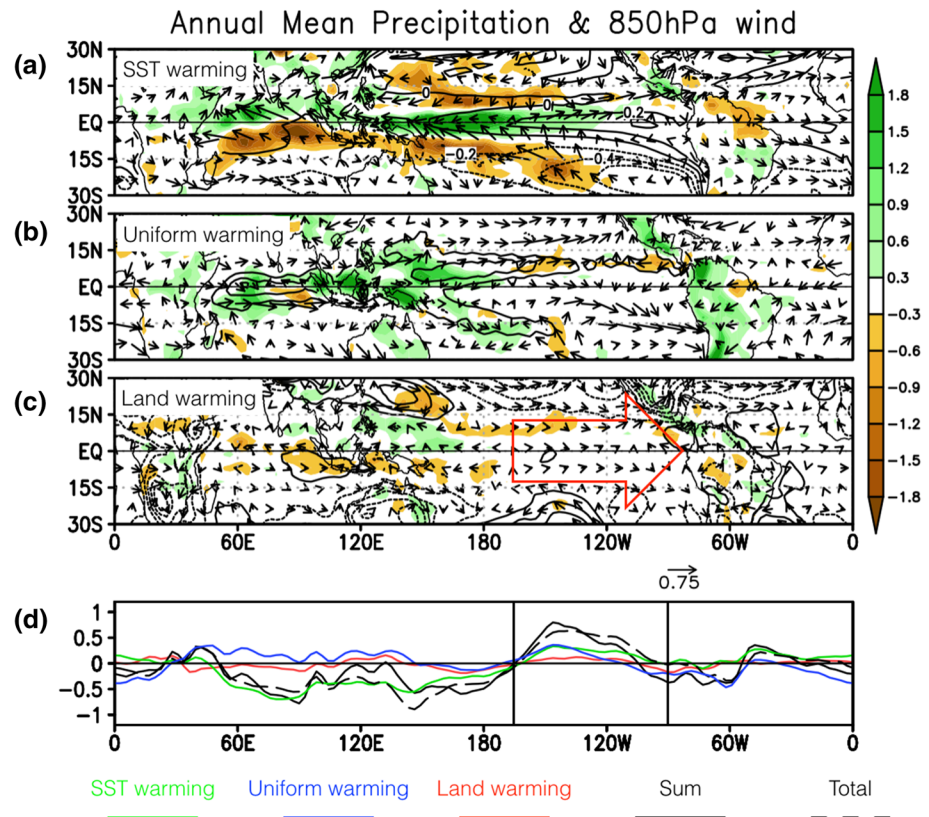 Annual Mean Precipitation & 850hPa wind
(a)
30N
15N
EQ
15S
30S
SST warming
0
0
0.2
-0.2
-0.4
1.8
1.5
1.2
0.9
0.6
0.3
−0.3
−0.6
−0.9
−1.2
−1.5
−1.8
(b)
30N
15N
EQ
15S
30S
Uniform warming
(c)
30N
15N
EQ
15S
30S
Land warming
0 60E 120E 180 120W 60W 0
0.75
(d)
1
0.5
0
−0.5
−1
0 60E 120E 180 120W 60W 0
SST warming Uniform warming Land warming Sum Total